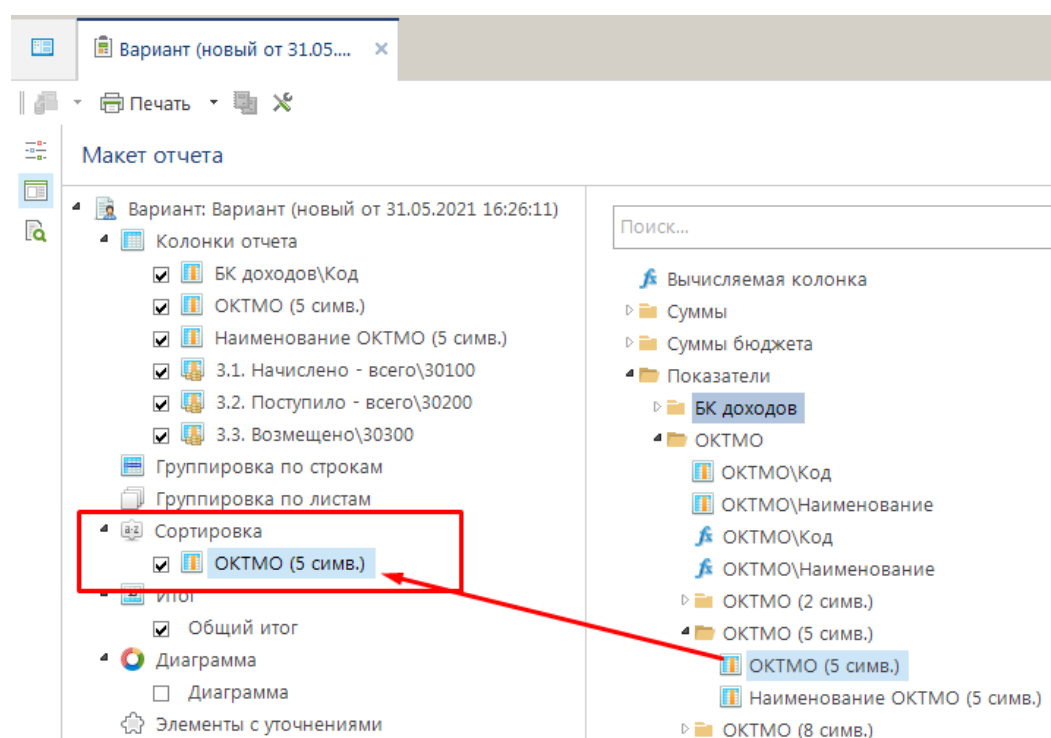 Вариант (новый от 31.05....
Печать
Макет отчета
Вариант: Вариант (новый от 31.05.2021 16:26:11)
Колонки отчета
БК доходов\Код
ОКТМО (5 симв.)
Наименование ОКТМО (5 симв.)
3.1. Начислено - всего\30100
3.2. Поступило - всего\30200
3.3. Возмещено\30300
Группировка по строкам
Группировка по листам
Сортировка
ОКТМО (5 симв.)
Итог
Общий итог
Диаграмма
Диаграмма
Элементы с уточнениями
Поиск...
Вычисляемая колонка
Суммы
Суммы бюджета
Показатели
БК доходов
ОКТМО
ОКТМО\Код
ОКТМО\Наименование
ОКТМО\Код
ОКТМО\Наименование
ОКТМО (2 симв.)
ОКТМО (5 симв.)
ОКТМО (5 симв.)
Наименование ОКТМО (5 симв.)
ОКТМО (8 симв.)